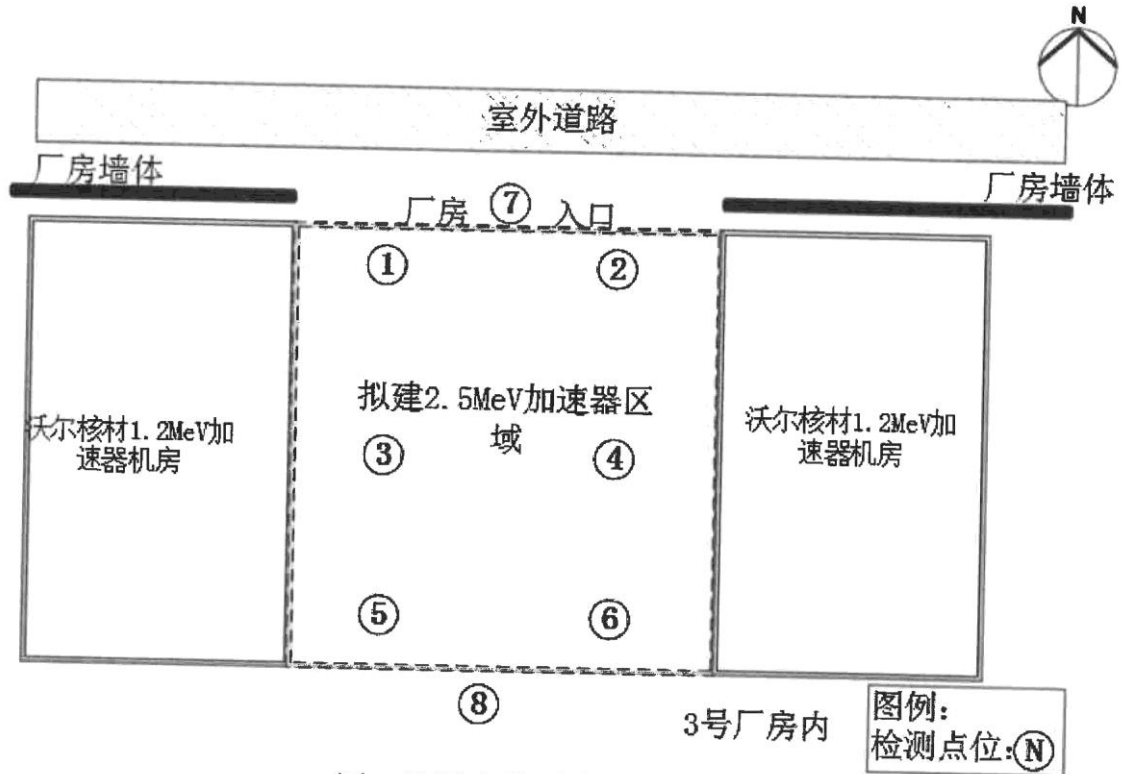 N
室外道路
厂房墙体
厂房墙体
厂房 ⑦ 入口
① ②
拟建2.5MeV加速器区
域
沃尔核材1.2MeV加
速器机房
沃尔核材1.2MeV加
速器机房
③ ④
⑤ ⑥
⑧
3号厂房内
图例:
检测点位:Ⓝ